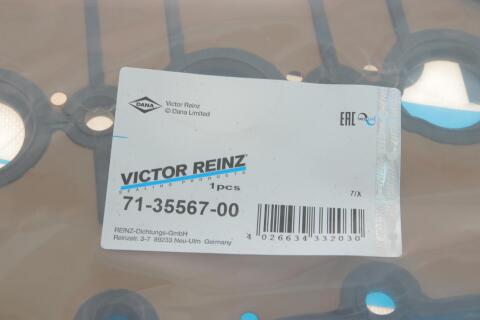 DANA
Victor Reinz
© Dana Limited
EAC
VICTOR REINZ®
SEALING PRODUCTS
1pcs
71-35567-00
7/X
REINZ-Dichtungs-GmbH
Reinzstr. 3-7 89233 Neu-Ulm Germany
4 026634 332030